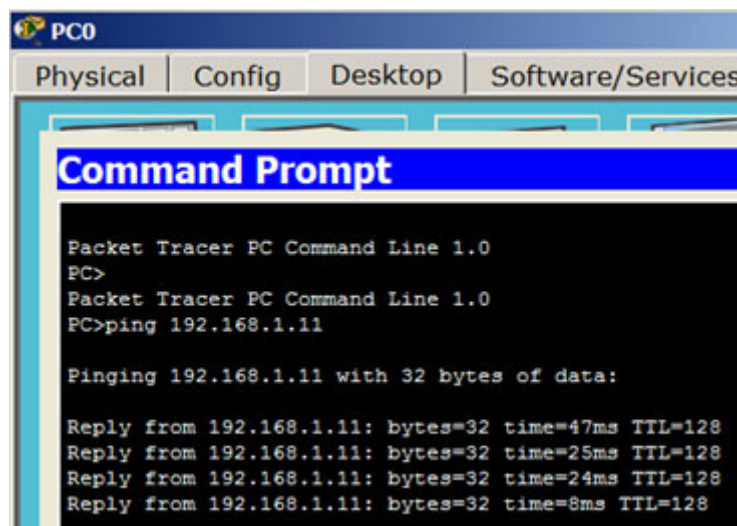 PC0
Physical Config Desktop Software/Services
Command Prompt
Packet Tracer PC Command Line 1.0
PC>
Packet Tracer PC Command Line 1.0
PC>ping 192.168.1.11
Pinging 192.168.1.11 with 32 bytes of data:
Reply from 192.168.1.11: bytes=32 time=47ms TTL=128
Reply from 192.168.1.11: bytes=32 time=25ms TTL=128
Reply from 192.168.1.11: bytes=32 time=24ms TTL=128
Reply from 192.168.1.11: bytes=32 time=8ms TTL=128